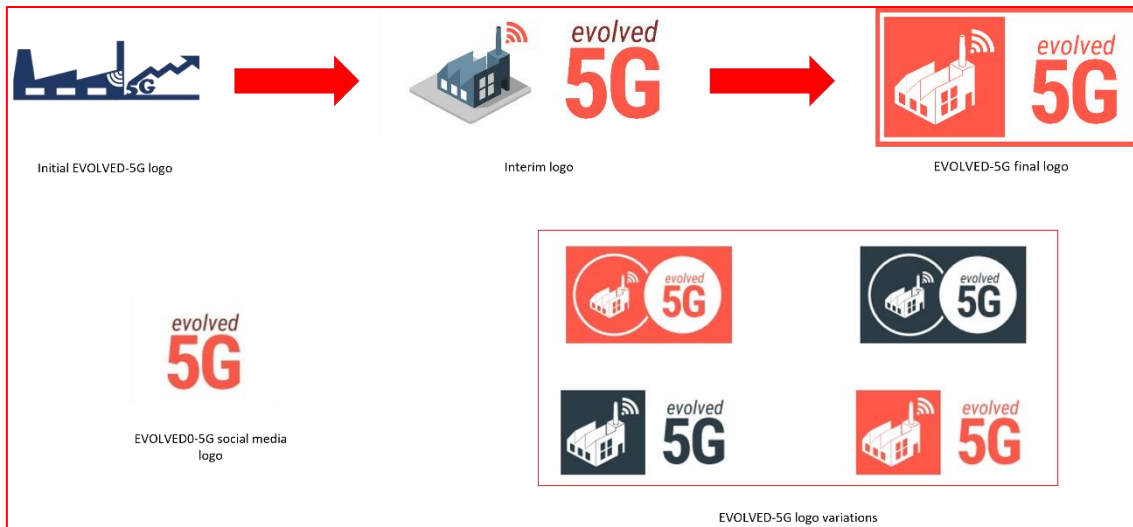 5G
evolved
5G
evolved
5G
Initial EVOLVED-5G logo
Interim logo
EVOLVED-5G final logo
evolved
5G
evolved
5G
evolved
5G
EVOLVED0-5G social media
logo
evolved
5G
evolved
5G
EVOLVED-5G logo variations